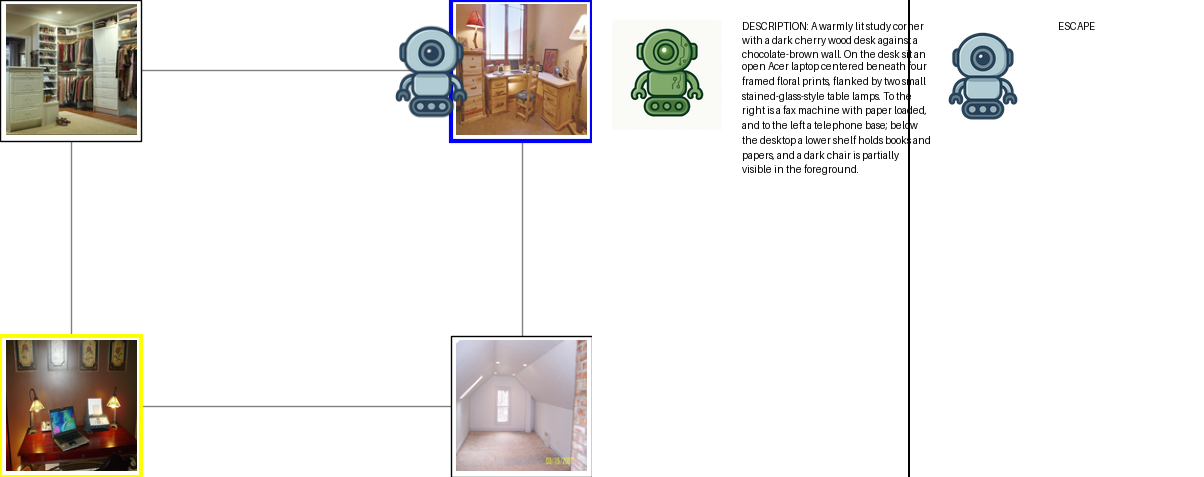 DESCRIPTION: A warmly lit study corner
with a dark cherry wood desk against a
chocolate-brown wall. On the desk sit an
open Acer laptop centered beneath four
framed floral prints, flanked by two small
stained-glass-style table lamps. To the
right is a fax machine with paper loaded,
and to the left a telephone base; below
the desktop a lower shelf holds books and
papers, and a dark chair is partially
visible in the foreground.
ESCAPE